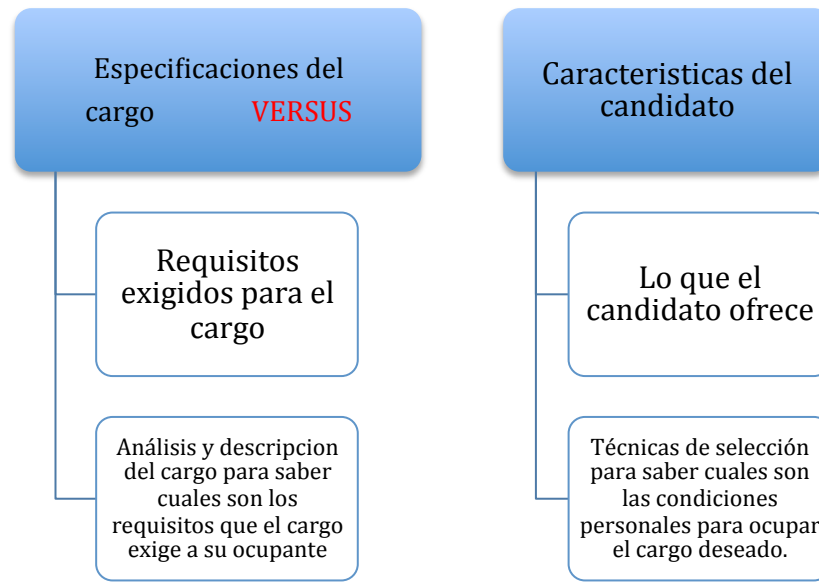 Especificaciones del
cargo VERSUS
Requisitos
exigidos para el
cargo
Análisis y descripcion
del cargo para saber
cuales son los
requisitos que el cargo
exige a su ocupante
Caracteristicas del
candidato
Lo que el
candidato ofrece
Técnicas de selección
para saber cuales son
las condiciones
personales para ocupar
el cargo deseado.